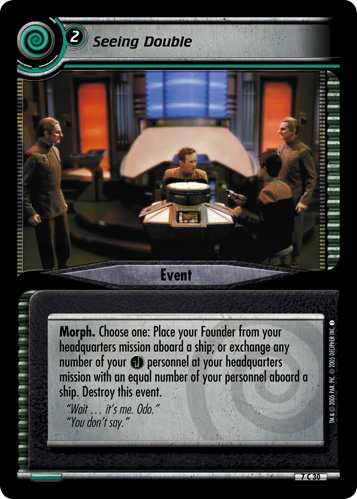 2 Seeing Double
Event
Morph. Choose one: Place your Founder from your
headquarters mission aboard a ship; or exchange any
number of your personnel at your headquarters
mission with an equal number of your personnel aboard a
ship. Destroy this event.
"Wait . . . it's me. Odo."
"You don't say."
TM & © 2005 PAR. PIC. © 2005 DECIPHER INC.
7 C 30